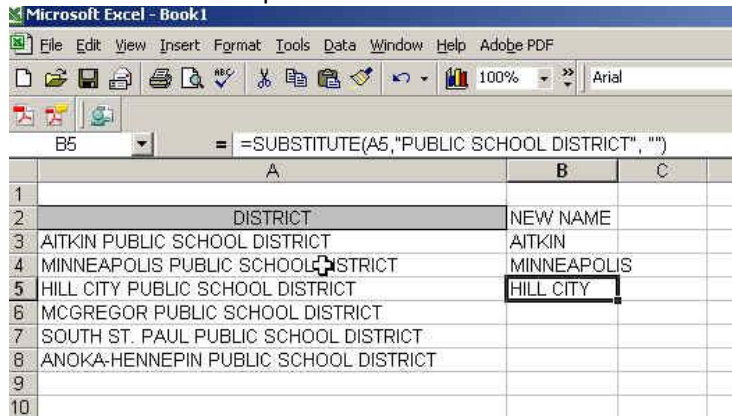 Microsoft Excel - Book1
File Edit View Insert Format Tools Data Window Help Adobe PDF
ABC 100% » Arial
B5 = =SUBSTITUTE(A5,"PUBLIC SCHOOL DISTRICT", "")
A B C
1
2 DISTRICT NEW NAME
3 AITKIN PUBLIC SCHOOL DISTRICT AITKIN
4 MINNEAPOLIS PUBLIC SCHOOL DISTRICT MINNEAPOLIS
5 HILL CITY PUBLIC SCHOOL DISTRICT HILL CITY
6 MCGREGOR PUBLIC SCHOOL DISTRICT
7 SOUTH ST. PAUL PUBLIC SCHOOL DISTRICT
8 ANOKA-HENNEPIN PUBLIC SCHOOL DISTRICT
9
10